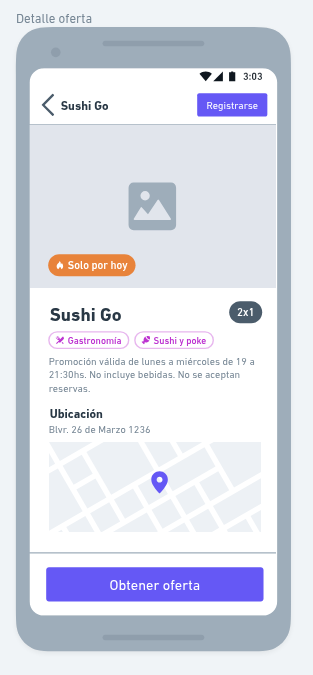 Detalle oferta
3:03
Sushi Go
Registrarse
Solo por hoy
Sushi Go
2x1
Gastronomía
Sushi y poke
Promoción válida de lunes a miércoles de 19 a
21:30hs. No incluye bebidas. No se aceptan
reservas.
Ubicación
Blvr. 26 de Marzo 1236
Obtener oferta